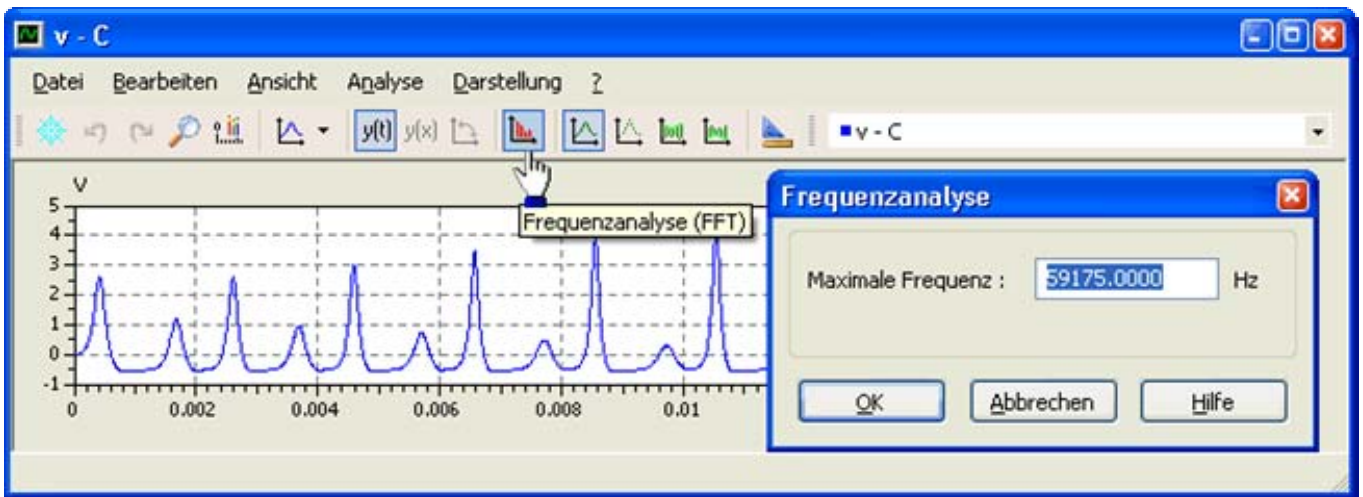 v - C
Datei Bearbeiten Ansicht Analyse Darstellung ?
y(t) y(x) v - C
V
Frequenzanalyse (FFT)
5
4
3
2
1
0
-1
0 0.002 0.004 0.006 0.008 0.01
Frequenzanalyse
Maximale Frequenz : 59175.0000 Hz
OK Abbrechen Hilfe